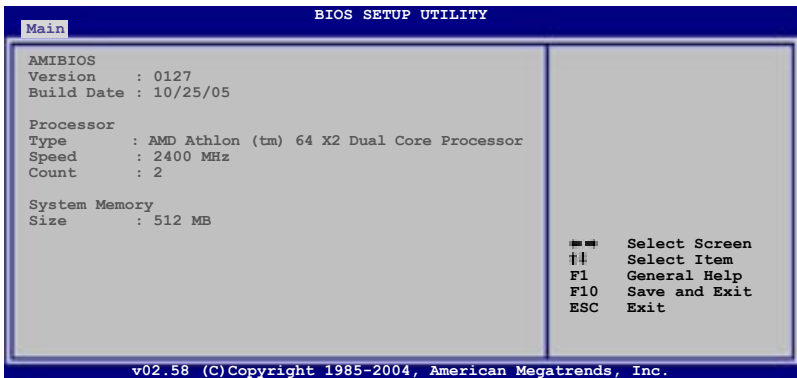 BIOS SETUP UTILITY
Main
AMIBIOS
Version : 0127
Build Date : 10/25/05
Processor
Type : AMD Athlon (tm) 64 X2 Dual Core Processor
Speed : 2400 MHz
Count : 2
System Memory
Size : 512 MB
←→ Select Screen
↑↓ Select Item
F1 General Help
F10 Save and Exit
ESC Exit
v02.58 (C)Copyright 1985-2004, American Megatrends, Inc.